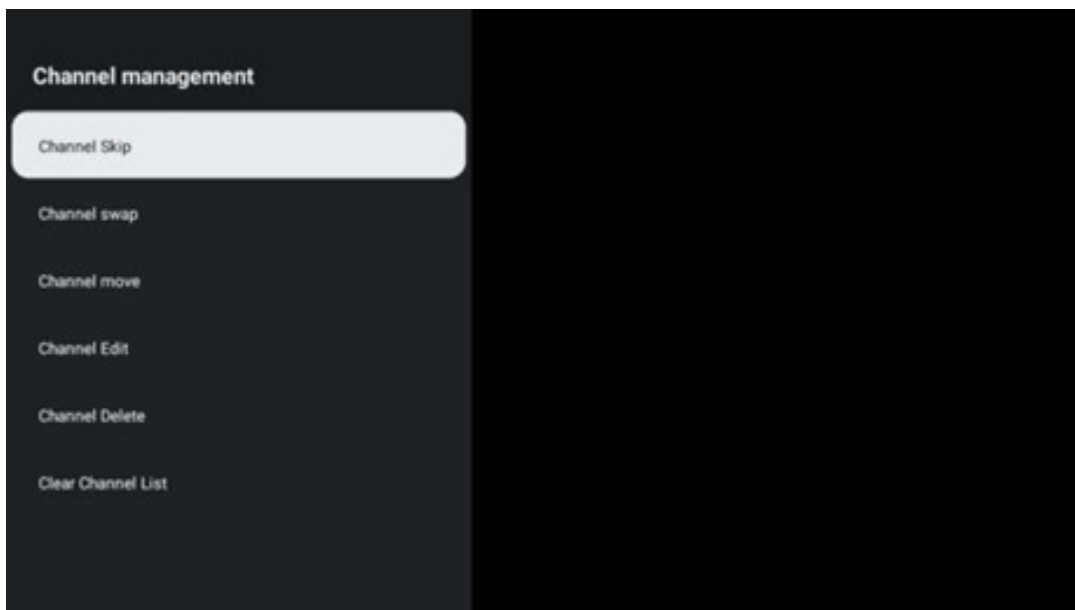 Channel management
Channel Skip
Channel swap
Channel move
Channel Edit
Channel Delete
Clear Channel List